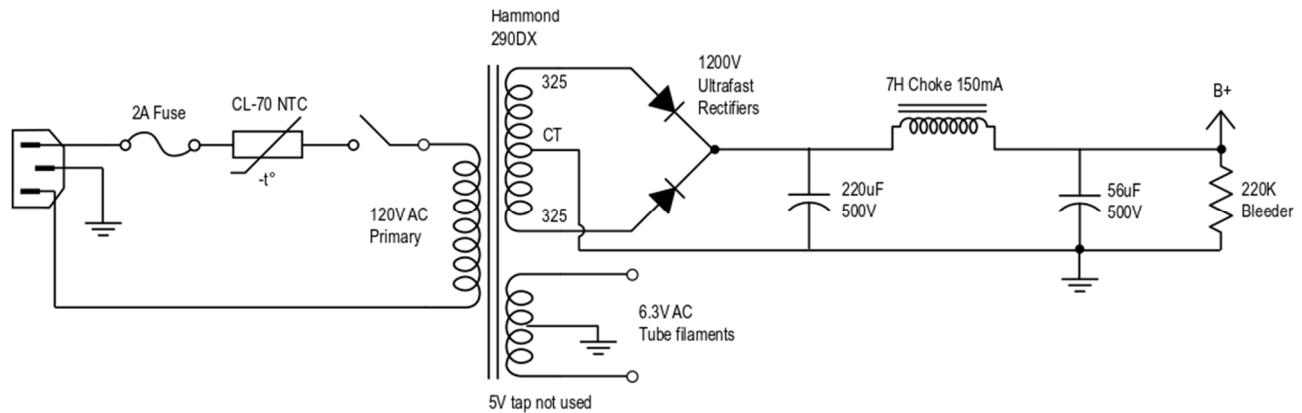 Hammond
290DX
2A Fuse
CL-70 NTC
-t°
120V AC
Primary
325
CT
325
1200V
Ultrafast
Rectifiers
7H Choke 150mA
B+
220uF
500V
56uF
500V
220K
Bleeder
6.3V AC
Tube filaments
5V tap not used